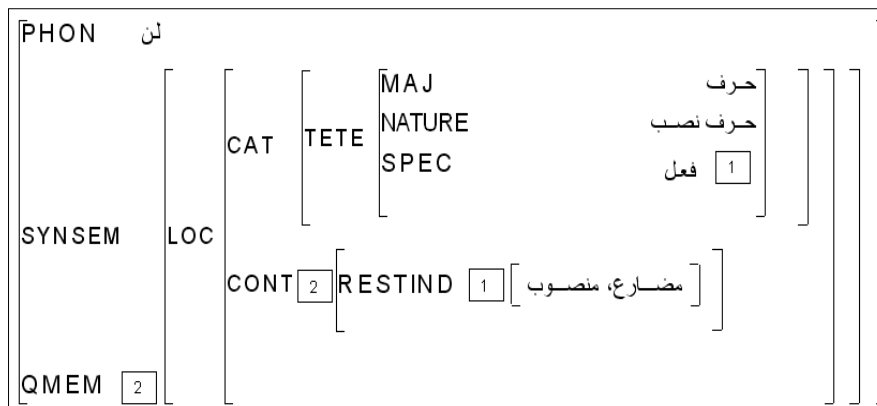 PHON لن
MAJ حرف
NATURE حرف نصب
CAT TETE
SPEC 1 فعل
SYNSEM LOC
CONT 2 RESTIND 1 مضارع، منصوب
QMEM 2